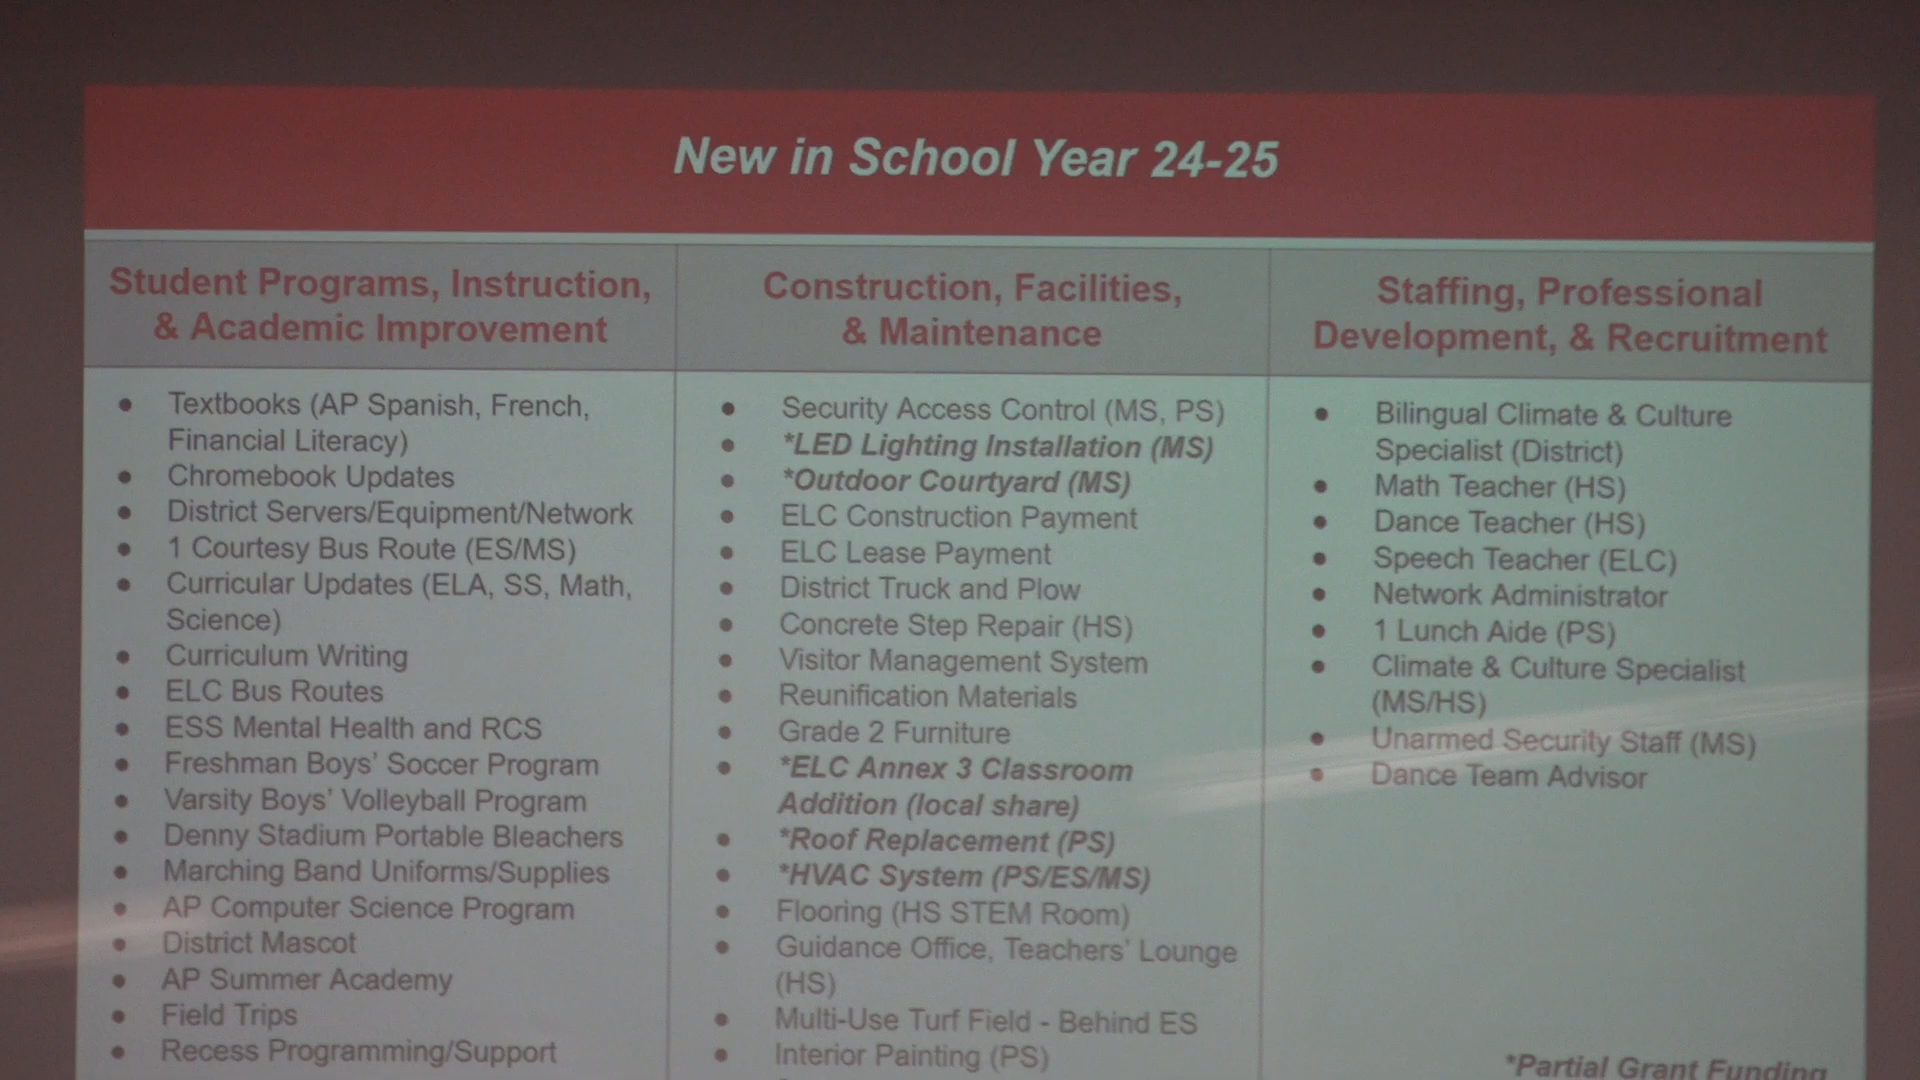 New in School Year 24-25
Student Programs, Instruction,
& Academic Improvement
Textbooks (AP Spanish, French,
Financial Literacy)
Chromebook Updates
District Servers/Equipment/Network
1 Courtesy Bus Route (ES/MS)
Curricular Updates (ELA, SS, Math,
Science)
Curriculum Writing
ELC Bus Routes
ESS Mental Health and RCS
Freshman Boys' Soccer Program
Varsity Boys' Volleyball Program
Denny Stadium Portable Bleachers
Marching Band Uniforms/Supplies
AP Computer Science Program
District Mascot
AP Summer Academy
Field Trips
Recess Programming/Support
Construction, Facilities,
& Maintenance
Security Access Control (MS, PS)
*LED Lighting Installation (MS)
*Outdoor Courtyard (MS)
ELC Construction Payment
ELC Lease Payment
District Truck and Plow
Concrete Step Repair (HS)
Visitor Management System
Reunification Materials
Grade 2 Furniture
*ELC Annex 3 Classroom
Addition (local share)
*Roof Replacement (PS)
*HVAC System (PS/ES/MS)
Flooring (HS STEM Room)
Guidance Office, Teachers' Lounge
(HS)
Multi-Use Turf Field - Behind ES
Interior Painting (PS)
Staffing, Professional
Development, & Recruitment
Bilingual Climate & Culture
Specialist (District)
Math Teacher (HS)
Dance Teacher (HS)
Speech Teacher (ELC)
Network Administrator
1 Lunch Aide (PS)
Climate & Culture Specialist
(MS/HS)
Unarmed Security Staff (MS)
Dance Team Advisor
*Partial Grant Funding